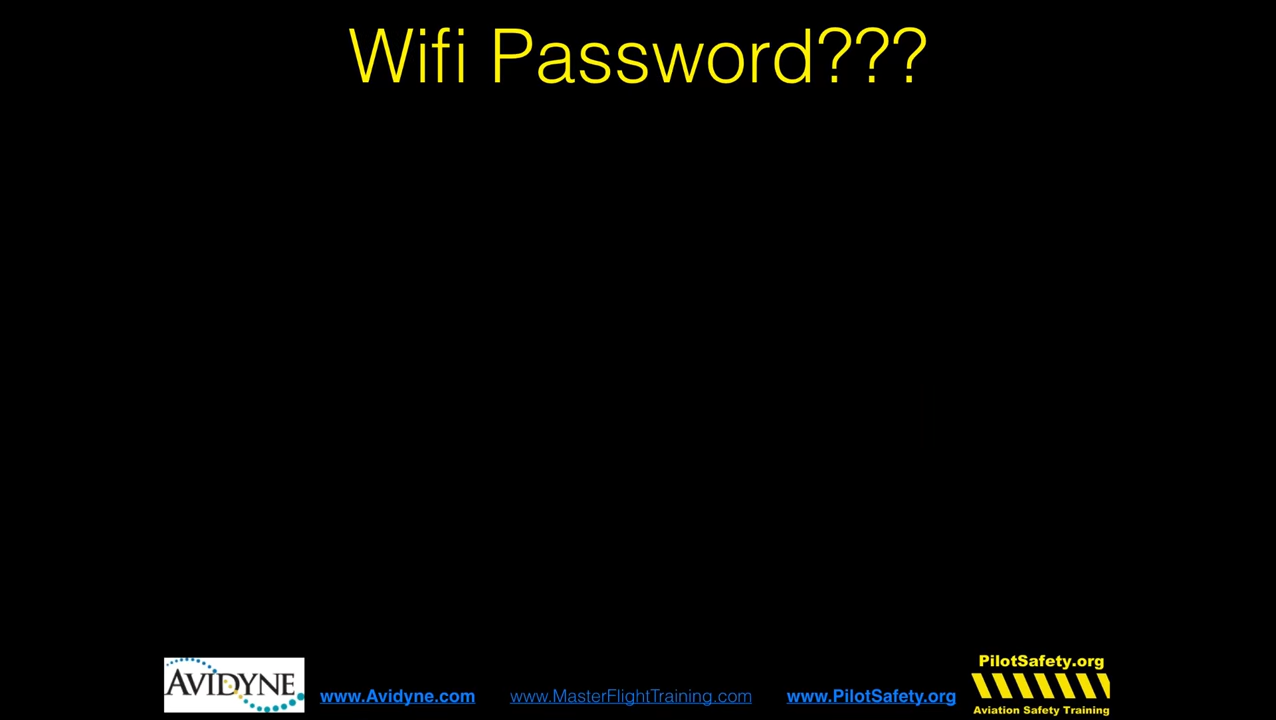 Wifi Password???
AVIDYNE
www.Avidyne.com
www.MasterFlightTraining.com
www.PilotSafety.org
PilotSafety.org
Aviation Safety Training